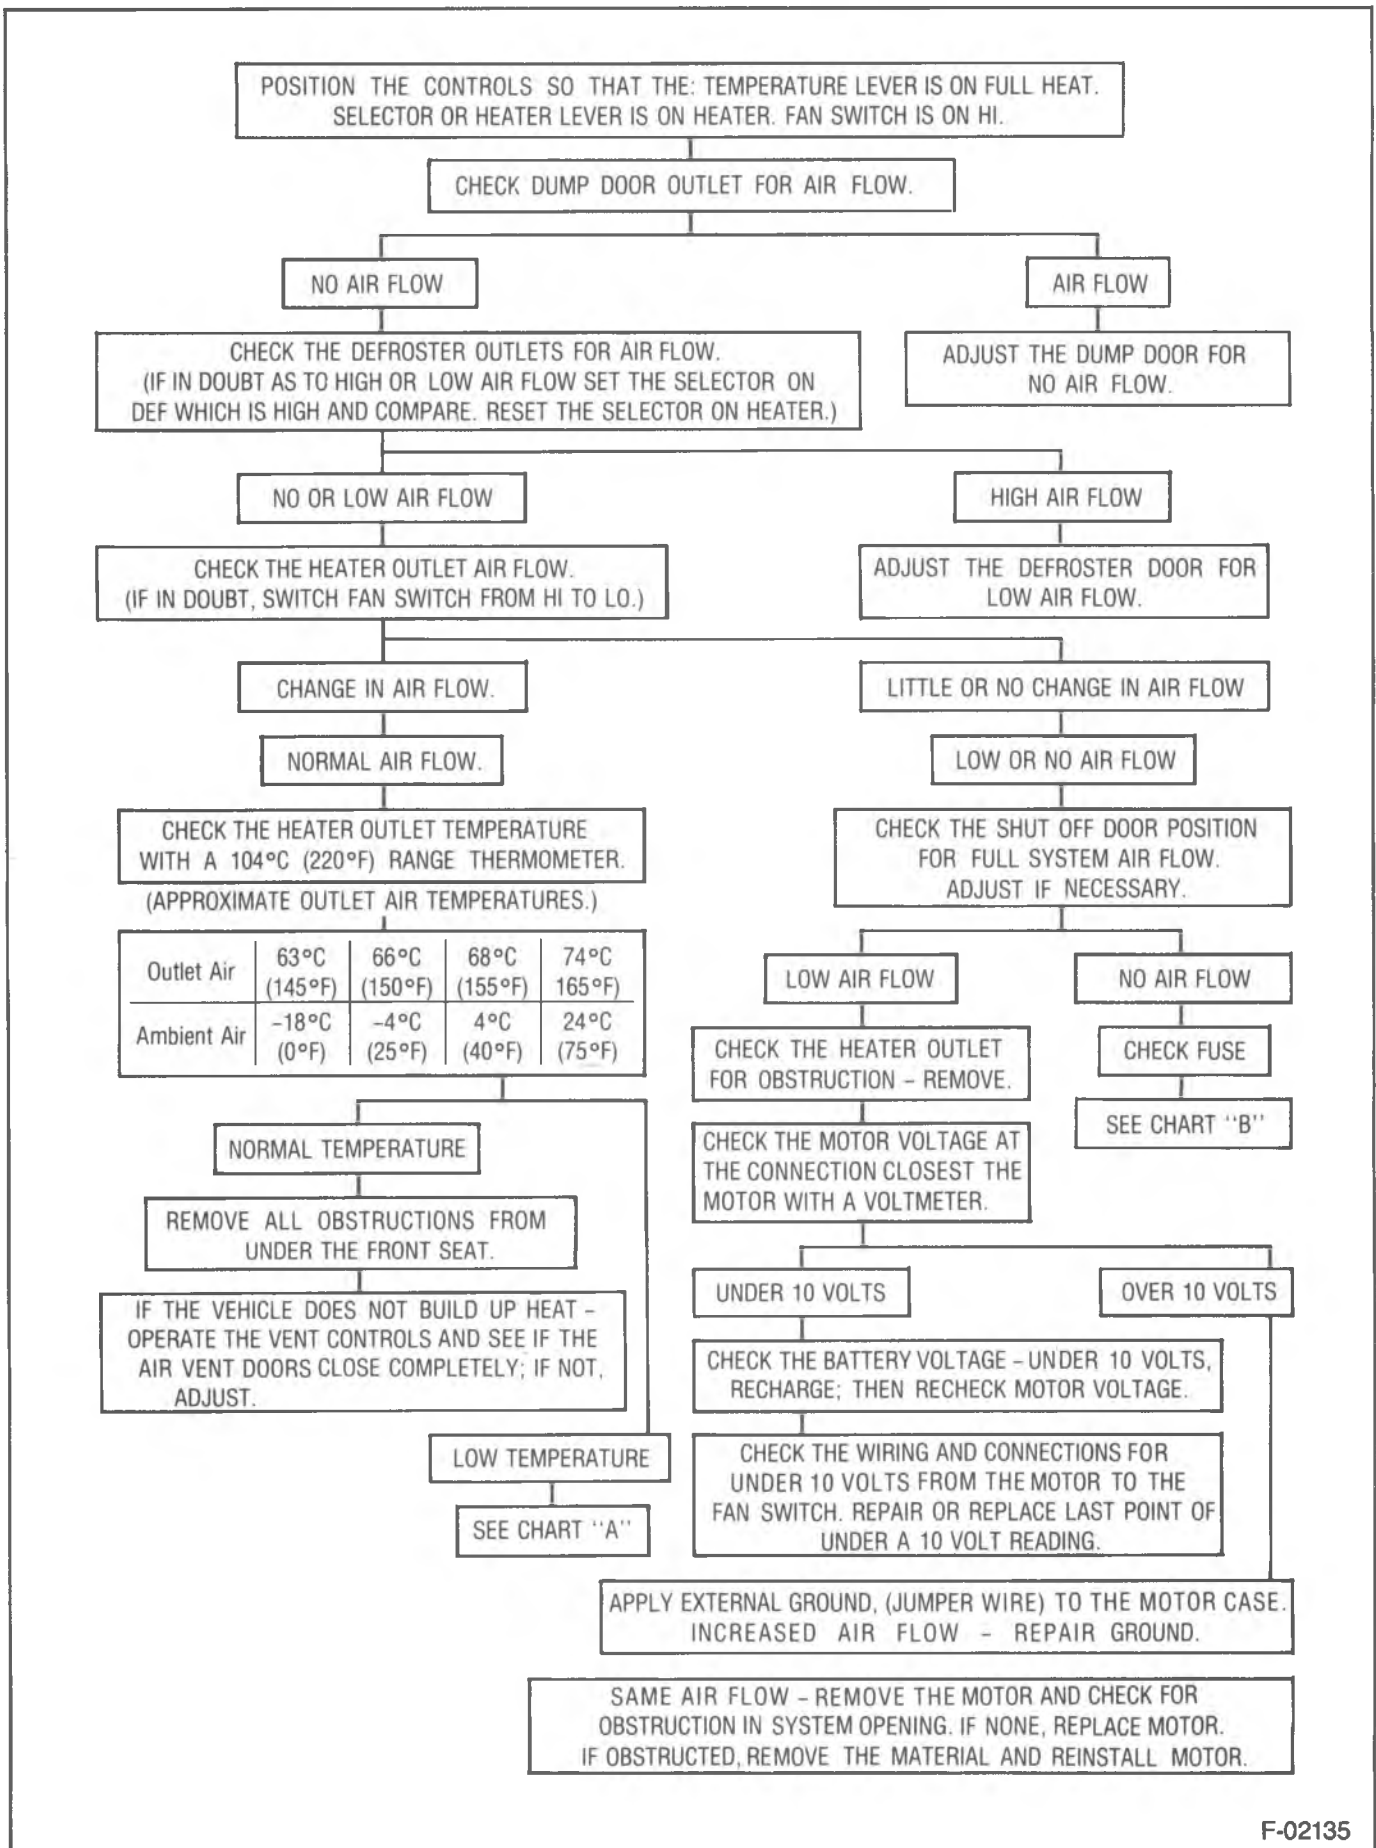 POSITION THE CONTROLS SO THAT THE: TEMPERATURE LEVER IS ON FULL HEAT.
SELECTOR OR HEATER LEVER IS ON HEATER. FAN SWITCH IS ON HI.
CHECK DUMP DOOR OUTLET FOR AIR FLOW.
NO AIR FLOW
AIR FLOW
CHECK THE DEFROSTER OUTLETS FOR AIR FLOW.
(IF IN DOUBT AS TO HIGH OR LOW AIR FLOW SET THE SELECTOR ON
DEF WHICH IS HIGH AND COMPARE. RESET THE SELECTOR ON HEATER.)
ADJUST THE DUMP DOOR FOR
NO AIR FLOW.
NO OR LOW AIR FLOW
HIGH AIR FLOW
CHECK THE HEATER OUTLET AIR FLOW.
(IF IN DOUBT, SWITCH FAN SWITCH FROM HI TO LO.)
ADJUST THE DEFROSTER DOOR FOR
LOW AIR FLOW.
CHANGE IN AIR FLOW.
LITTLE OR NO CHANGE IN AIR FLOW
NORMAL AIR FLOW.
LOW OR NO AIR FLOW
CHECK THE HEATER OUTLET TEMPERATURE
WITH A 104°C (220°F) RANGE THERMOMETER.
(APPROXIMATE OUTLET AIR TEMPERATURES.)
CHECK THE SHUT OFF DOOR POSITION
FOR FULL SYSTEM AIR FLOW.
ADJUST IF NECESSARY.
Outlet Air 63°C 66°C 68°C 74°C
(145°F) (150°F) (155°F) 165°F)
Ambient Air -18°C -4°C 4°C 24°C
(0°F) (25°F) (40°F) (75°F)
LOW AIR FLOW
NO AIR FLOW
CHECK THE HEATER OUTLET
FOR OBSTRUCTION - REMOVE.
CHECK FUSE
SEE CHART "B"
NORMAL TEMPERATURE
CHECK THE MOTOR VOLTAGE AT
THE CONNECTION CLOSEST THE
MOTOR WITH A VOLTMETER.
REMOVE ALL OBSTRUCTIONS FROM
UNDER THE FRONT SEAT.
UNDER 10 VOLTS
OVER 10 VOLTS
IF THE VEHICLE DOES NOT BUILD UP HEAT -
OPERATE THE VENT CONTROLS AND SEE IF THE
AIR VENT DOORS CLOSE COMPLETELY; IF NOT,
ADJUST.
CHECK THE BATTERY VOLTAGE - UNDER 10 VOLTS,
RECHARGE; THEN RECHECK MOTOR VOLTAGE.
LOW TEMPERATURE
SEE CHART "A"
CHECK THE WIRING AND CONNECTIONS FOR
UNDER 10 VOLTS FROM THE MOTOR TO THE
FAN SWITCH. REPAIR OR REPLACE LAST POINT OF
UNDER A 10 VOLT READING.
APPLY EXTERNAL GROUND, (JUMPER WIRE) TO THE MOTOR CASE.
INCREASED AIR FLOW - REPAIR GROUND.
SAME AIR FLOW - REMOVE THE MOTOR AND CHECK FOR
OBSTRUCTION IN SYSTEM OPENING. IF NONE, REPLACE MOTOR.
IF OBSTRUCTED, REMOVE THE MATERIAL AND REINSTALL MOTOR.
F-02135